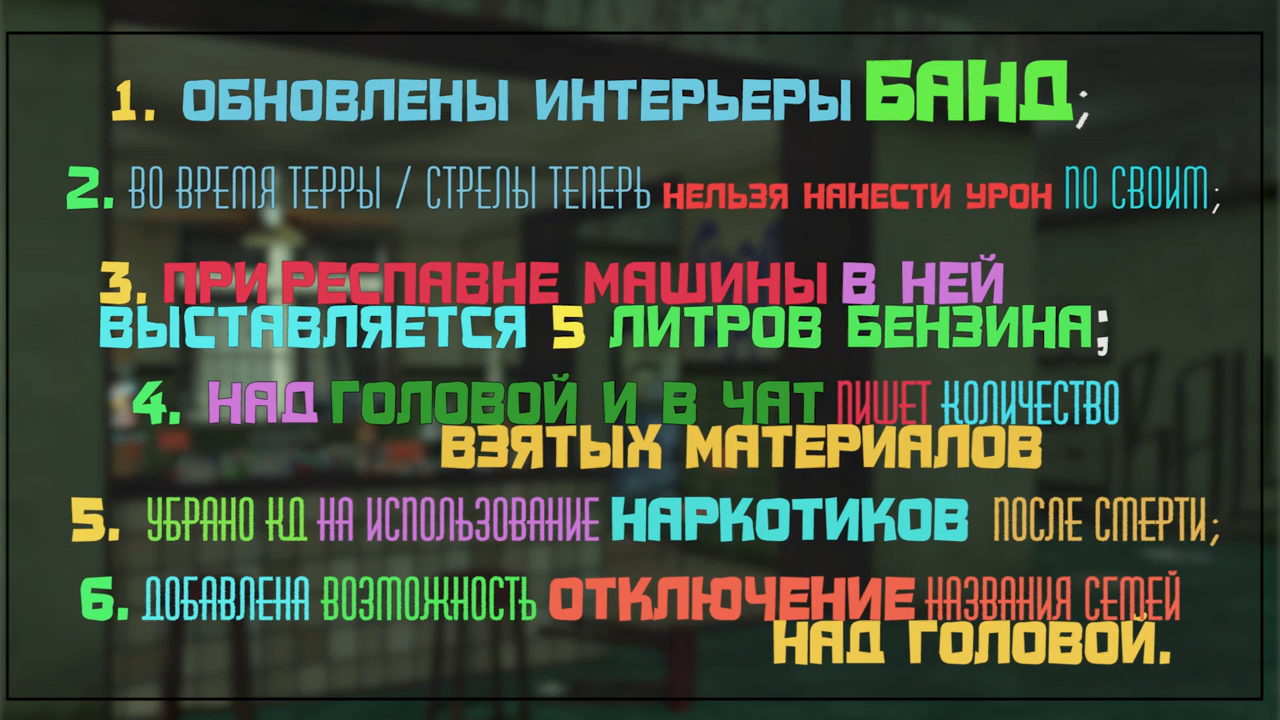 1. ОБНОВЛЕНЫ ИНТЕРЬЕРЫ БАНД;
2. ВО ВРЕМЯ ТЕРРЫ / СТРЕЛЫ ТЕПЕРЬ НЕЛЬЗЯ НАНЕСТИ УРОН ПО СВОИМ;
3. ПРИ РЕСПАВНЕ МАШИНЫ В НЕЙ
ВЫСТАВЛЯЕТСЯ 5 ЛИТРОВ БЕНЗИНА;
4. НАД ГОЛОВОЙ И В ЧАТ ПИШЕТ КОЛИЧЕСТВО
ВЗЯТЫХ МАТЕРИАЛОВ
5. УБРАНО КД НА ИСПОЛЬЗОВАНИЕ НАРКОТИКОВ ПОСЛЕ СМЕРТИ;
6. ДОБАВЛЕНА ВОЗМОЖНОСТЬ ОТКЛЮЧЕНИЕ НАЗВАНИЯ СЕМЕЙ
НАД ГОЛОВОЙ.